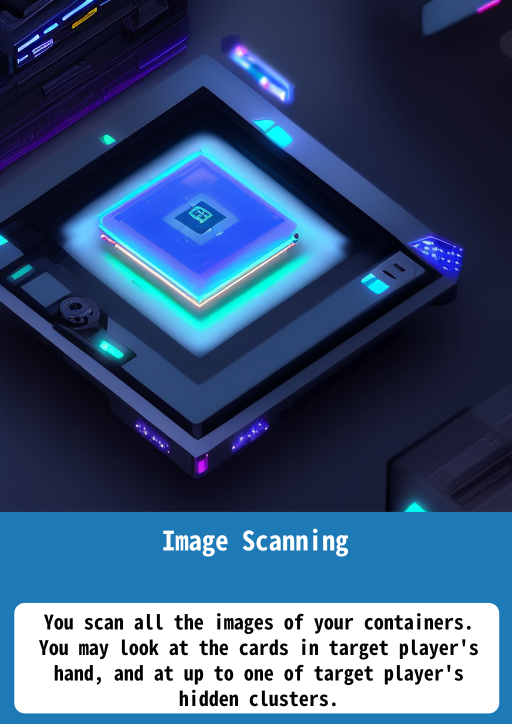 Image Scanning
You scan all the images of your containers.
You may look at the cards in target player's
hand, and at up to one of target player's
hidden clusters.